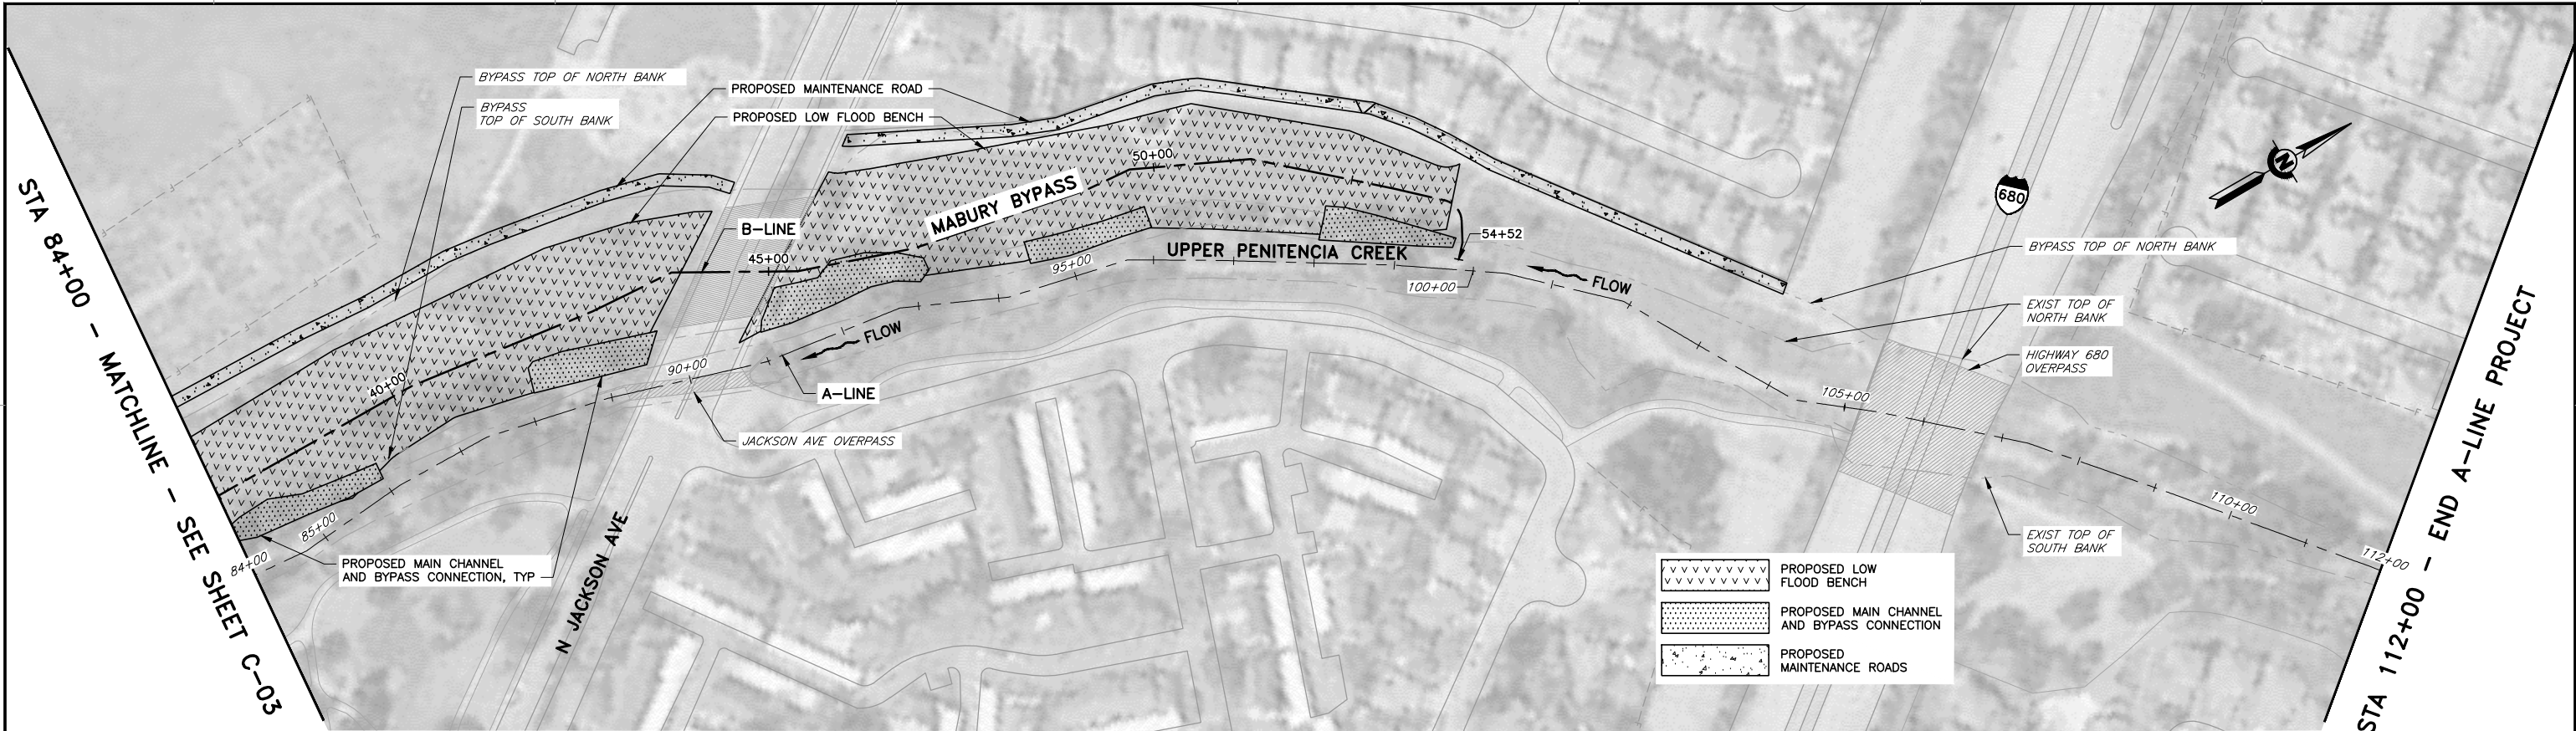 BYPASS TOP OF NORTH BANK
BYPASS
TOP OF SOUTH BANK
PROPOSED MAINTENANCE ROAD
PROPOSED LOW FLOOD BENCH
STA 84+00 - MATCHLINE - SEE SHEET C-03
B-LINE
45+00
MABURY BYPASS
50+00
UPPER PENITENCIA CREEK
54+52
95+00
100+00
FLOW
FLOW
40+00
90+00
A-LINE
JACKSON AVE OVERPASS
85+00
84+00
PROPOSED MAIN CHANNEL
AND BYPASS CONNECTION, TYP
N JACKSON AVE
N
680
BYPASS TOP OF NORTH BANK
EXIST TOP OF
NORTH BANK
HIGHWAY 680
OVERPASS
105+00
110+00
112+00
EXIST TOP OF
SOUTH BANK
PROPOSED LOW
FLOOD BENCH
PROPOSED MAIN CHANNEL
AND BYPASS CONNECTION
PROPOSED
MAINTENANCE ROADS
STA 112+00 - END A-LINE PROJECT